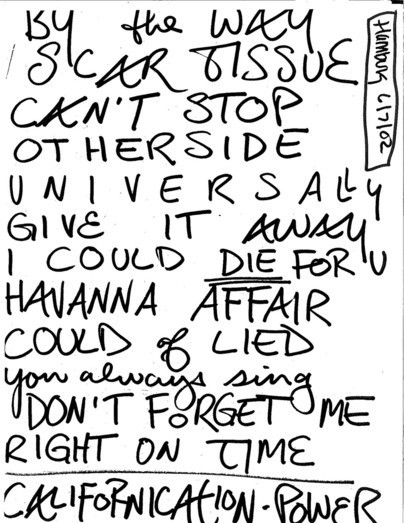 By the WAY
SCAR TISSUE
CAN'T STOP
OTHERSIDE
UNIVERSALLY
GIVE IT AWAY
I COULD DIE FOR U
HAVANNA AFFAIR
COULD of LIED
you always sing
DON'T FORGET ME
RIGHT ON TIME
CALIFORNICATION - POWER
HAMBURG 6/7/02